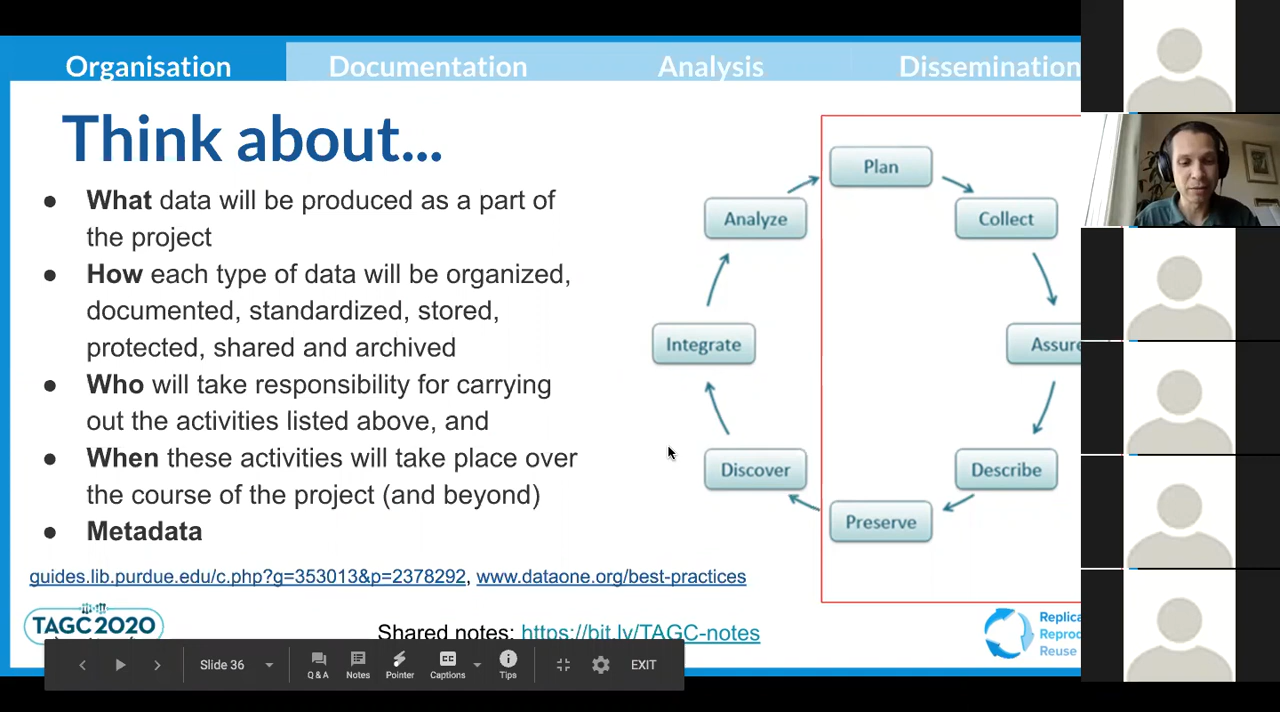 Organisation
Documentation
Analysis
Dissemination
Think about...
● What data will be produced as a part of
the project
● How each type of data will be organized,
documented, standardized, stored,
protected, shared and archived
● Who will take responsibility for carrying
out the activities listed above, and
● When these activities will take place over
the course of the project (and beyond)
● Metadata
Plan
Collect
Assure
Describe
Preserve
Discover
Integrate
Analyze
guides.lib.purdue.edu/c.php?g=353013&p=2378292, www.dataone.org/best-practices
TAGC 2020
Shared notes: https://bit.ly/TAGC-notes
Replica
Reprod
Reuse
Slide 36
Q & A
Notes
Pointer
CC
Captions
Tips
EXIT